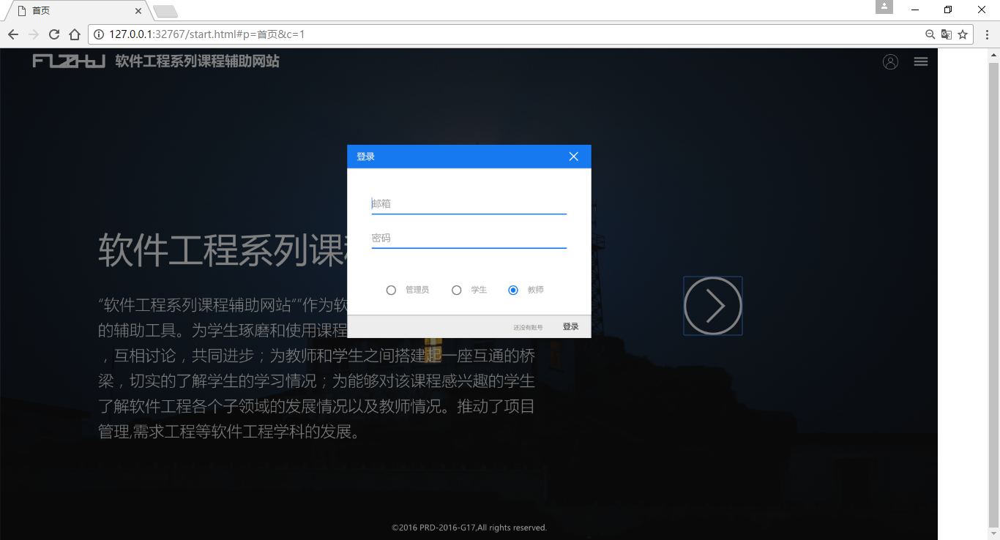 首页
127.0.0.1:32767/start.html#p=首页&c=1
软件工程系列课程辅助网站
登录
邮箱
密码
管理员 学生 教师
还没有账号 登录
软件工程系列课
“软件工程系列课程辅助网站”“作为软
的辅助工具。为学生琢磨和使用课程
，互相讨论，共同进步；为教师和学生之间搭建起一座互通的桥
梁，切实的了解学生的学习情况；为能够对该课程感兴趣的学生
了解软件工程各个子领域的发展情况以及教师情况。推动了项目
管理,需求工程等软件工程学科的发展。
©2016 PRD-2016-G17,All rights reserved.